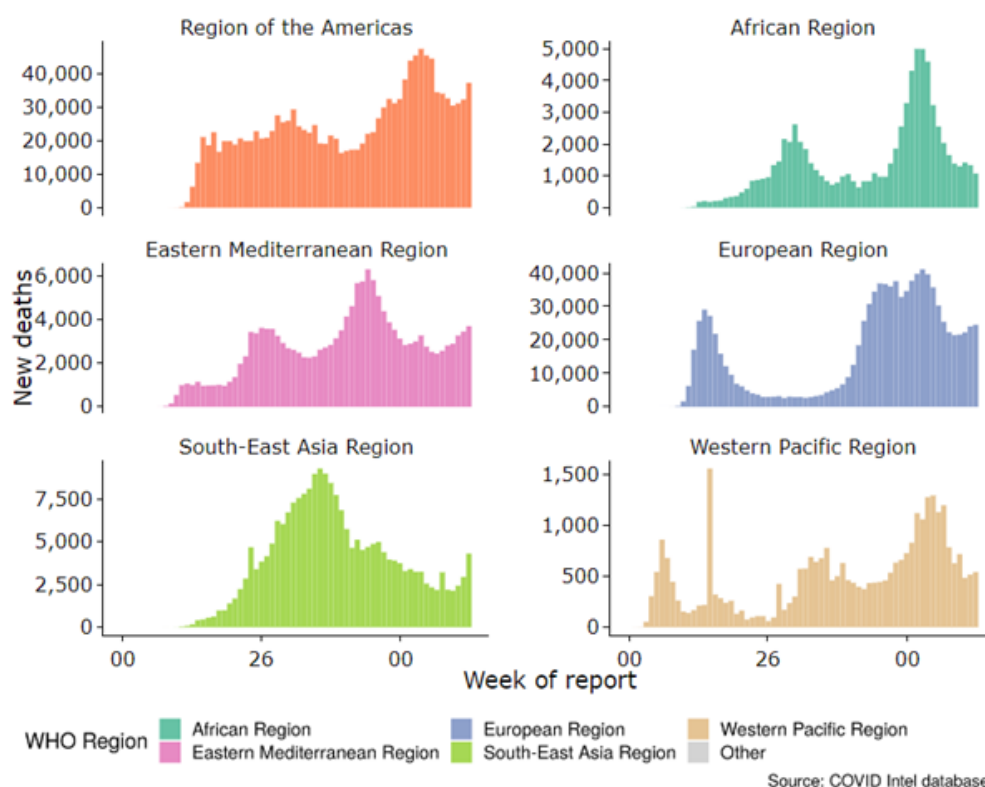 Region of the Americas
African Region
40,000
30,000
20,000
10,000
0
5,000
4,000
3,000
2,000
1,000
0
Eastern Mediterranean Region
European Region
New deaths
6,000
4,000
2,000
0
40,000
30,000
20,000
10,000
0
South-East Asia Region
Western Pacific Region
7,500
5,000
2,500
0
1,500
1,000
500
0
00 26 00
00 26 00
Week of report
WHO Region
African Region
European Region
Western Pacific Region
Eastern Mediterranean Region
South-East Asia Region
Other
Source: COVID Intel database